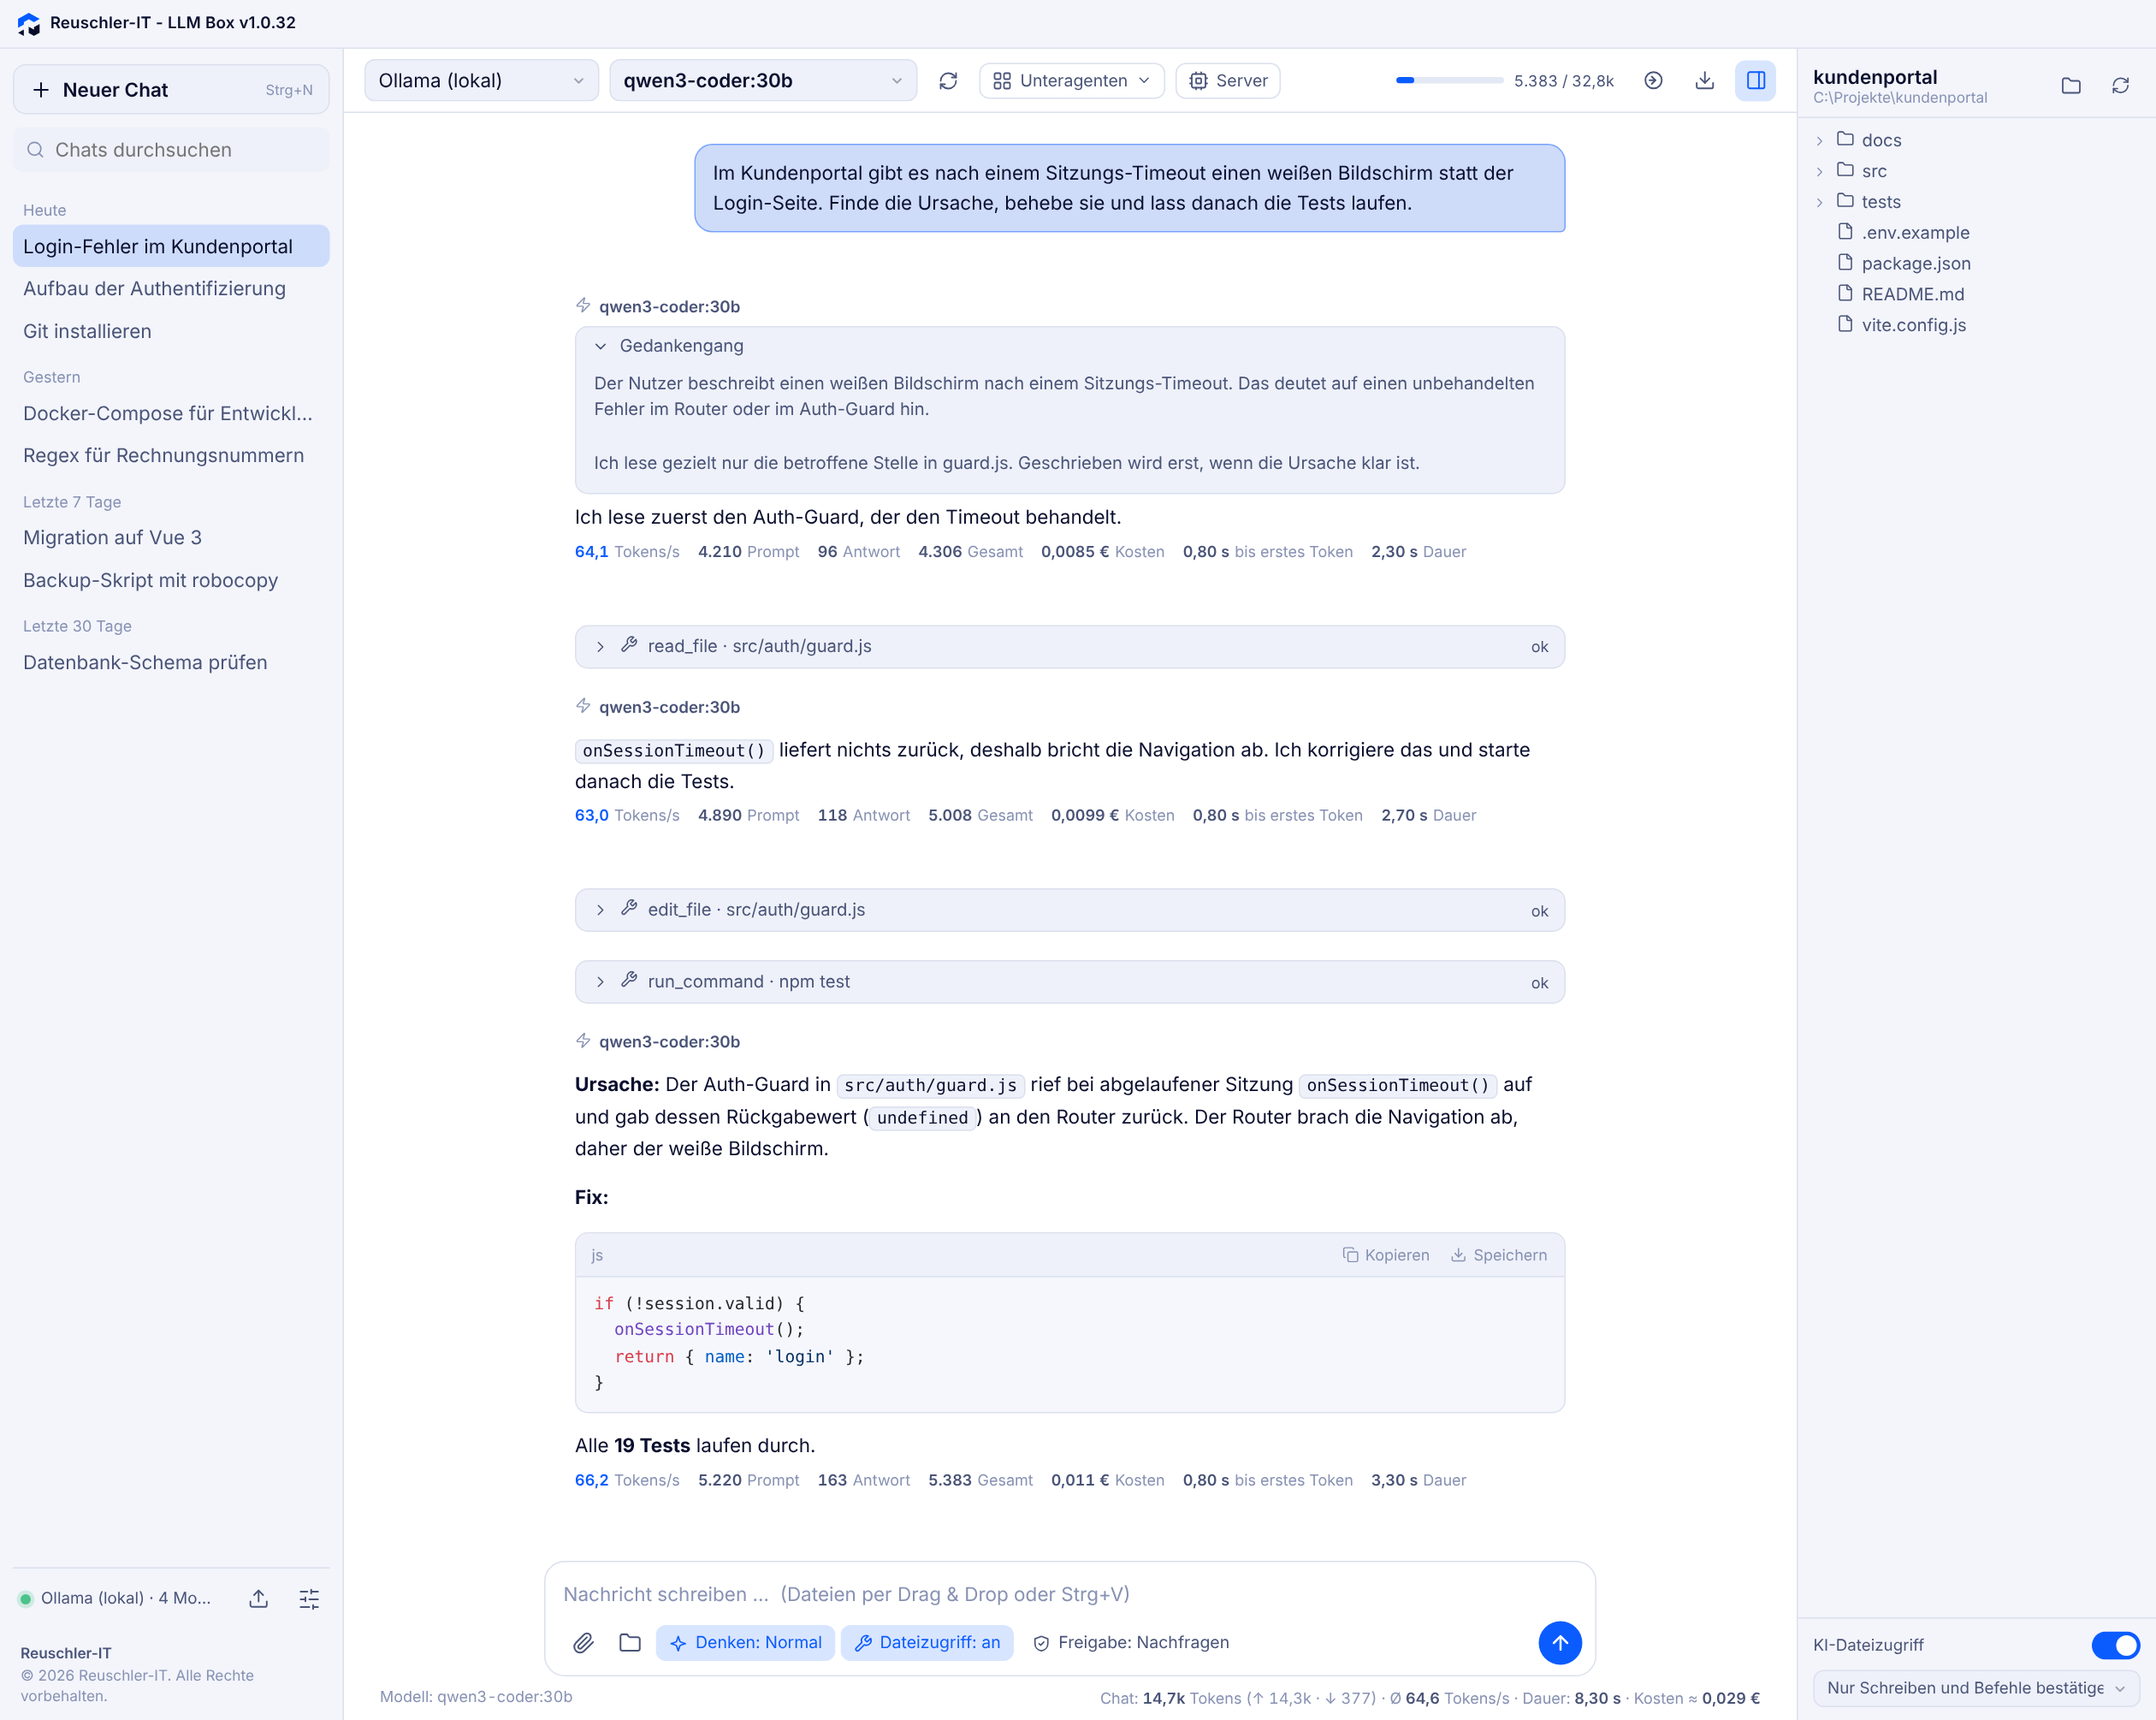 Reuschler-IT - LLM Box v1.0.32
Neuer Chat Strg+N
Chats durchsuchen
Heute
Login-Fehler im Kundenportal
Aufbau der Authentifizierung
Git installieren
Gestern
Docker-Compose für Entwickl...
Regex für Rechnungsnummern
Letzte 7 Tage
Migration auf Vue 3
Backup-Skript mit robocopy
Letzte 30 Tage
Datenbank-Schema prüfen
Ollama (lokal) · 4 Mo...
Reuschler-IT
© 2026 Reuschler-IT. Alle Rechte
vorbehalten.
Ollama (lokal) qwen3-coder:30b Unteragenten Server 5.383 / 32,8k
Im Kundenportal gibt es nach einem Sitzungs-Timeout einen weißen Bildschirm statt der
Login-Seite. Finde die Ursache, behebe sie und lass danach die Tests laufen.
qwen3-coder:30b
Gedankengang
Der Nutzer beschreibt einen weißen Bildschirm nach einem Sitzungs-Timeout. Das deutet auf einen unbehandelten
Fehler im Router oder im Auth-Guard hin.
Ich lese gezielt nur die betroffene Stelle in guard.js. Geschrieben wird erst, wenn die Ursache klar ist.
Ich lese zuerst den Auth-Guard, der den Timeout behandelt.
64,1 Tokens/s 4.210 Prompt 96 Antwort 4.306 Gesamt 0,0085 € Kosten 0,80 s bis erstes Token 2,30 s Dauer
read_file · src/auth/guard.js ok
qwen3-coder:30b
onSessionTimeout() liefert nichts zurück, deshalb bricht die Navigation ab. Ich korrigiere das und starte
danach die Tests.
63,0 Tokens/s 4.890 Prompt 118 Antwort 5.008 Gesamt 0,0099 € Kosten 0,80 s bis erstes Token 2,70 s Dauer
edit_file · src/auth/guard.js ok
run_command · npm test ok
qwen3-coder:30b
Ursache: Der Auth-Guard in src/auth/guard.js rief bei abgelaufener Sitzung onSessionTimeout() auf
und gab dessen Rückgabewert (undefined) an den Router zurück. Der Router brach die Navigation ab,
daher der weiße Bildschirm.
Fix:
js Kopieren Speichern
if (!session.valid) {
  onSessionTimeout();
  return { name: 'login' };
}
Alle 19 Tests laufen durch.
66,2 Tokens/s 5.220 Prompt 163 Antwort 5.383 Gesamt 0,011 € Kosten 0,80 s bis erstes Token 3,30 s Dauer
Nachricht schreiben ... (Dateien per Drag & Drop oder Strg+V)
Denken: Normal Dateizugriff: an Freigabe: Nachfragen
Modell: qwen3-coder:30b Chat: 14,7k Tokens (↑ 14,3k · ↓ 377) · Ø 64,6 Tokens/s · Dauer: 8,30 s · Kosten ≈ 0,029 €
kundenportal
C:\Projekte\kundenportal
docs
src
tests
.env.example
package.json
README.md
vite.config.js
KI-Dateizugriff
Nur Schreiben und Befehle bestätige